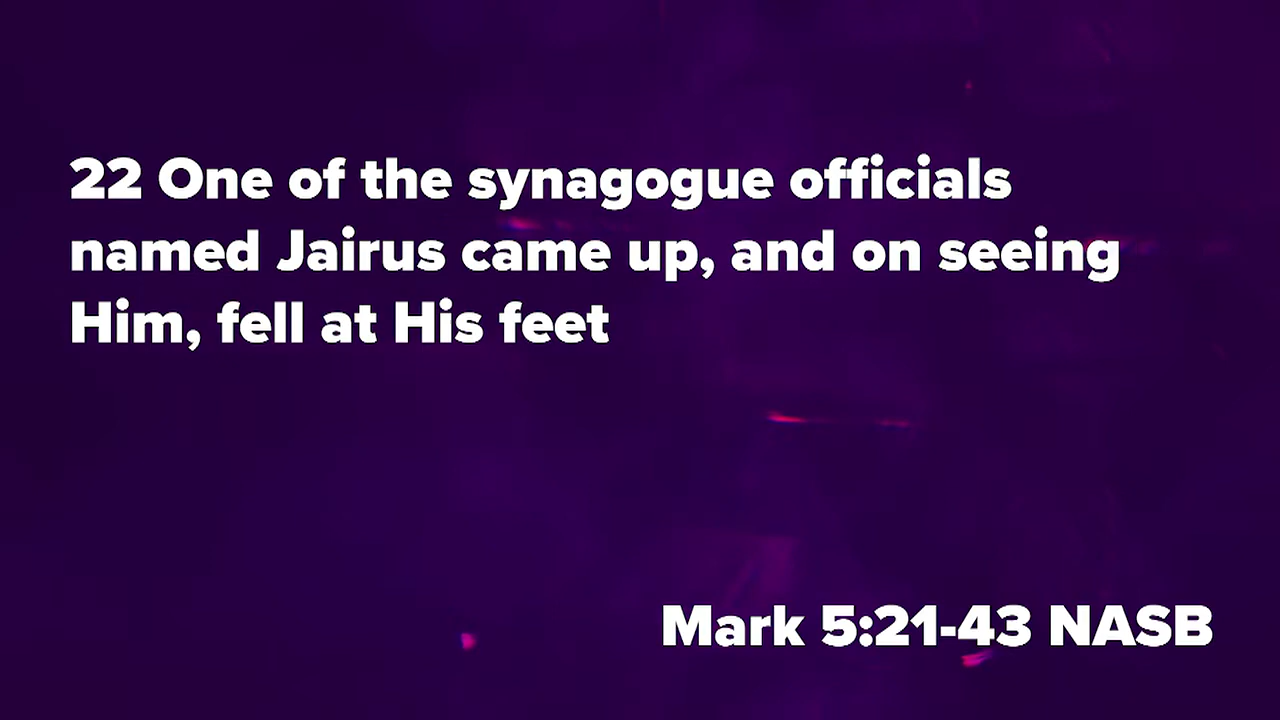 22 One of the synagogue officials
named Jairus came up, and on seeing
Him, fell at His feet
Mark 5:21-43 NASB